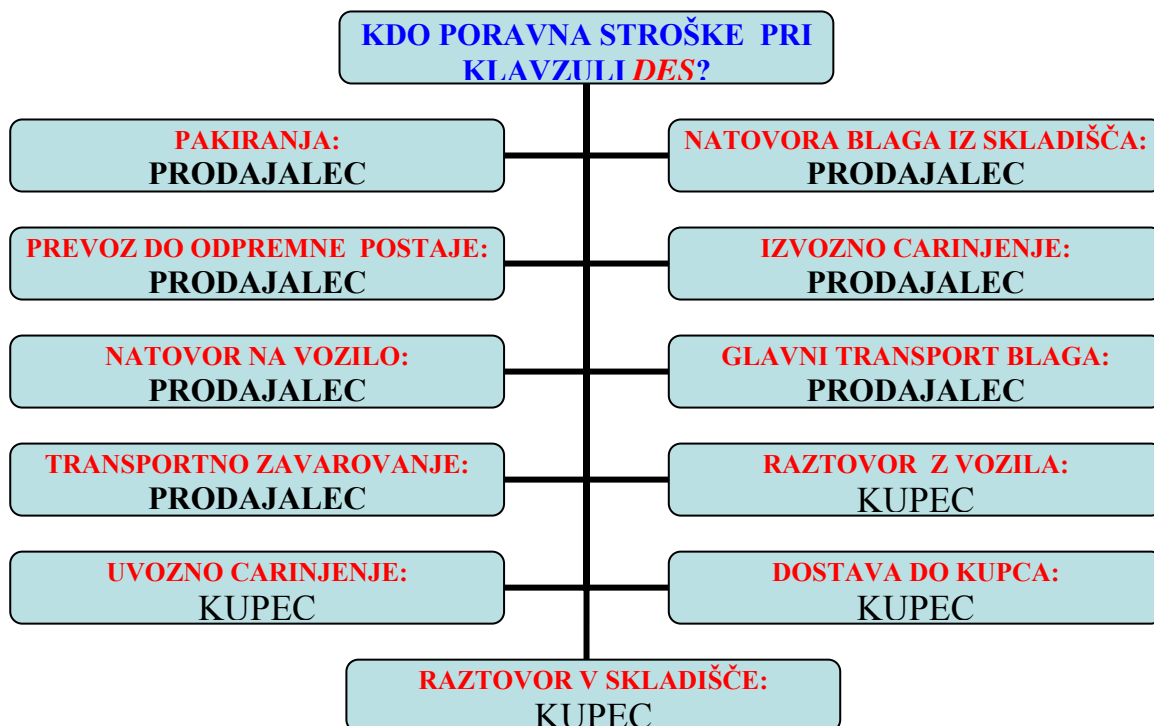 KDO PORAVNA STROŠKE PRI
KLAVZULI DES?
PAKIRANJA:
PRODAJALEC
NATOVORA BLAGA IZ SKLADIŠČA:
PRODAJALEC
PREVOZ DO ODPREMNE POSTAJE:
PRODAJALEC
IZVOZNO CARINJENJE:
PRODAJALEC
NATOVOR NA VOZILO:
PRODAJALEC
GLAVNI TRANSPORT BLAGA:
PRODAJALEC
TRANSPORTNO ZAVAROVANJE:
PRODAJALEC
RAZTOVOR Z VOZILA:
KUPEC
UVOZNO CARINJENJE:
KUPEC
DOSTAVA DO KUPCA:
KUPEC
RAZTOVOR V SKLADIŠČE:
KUPEC